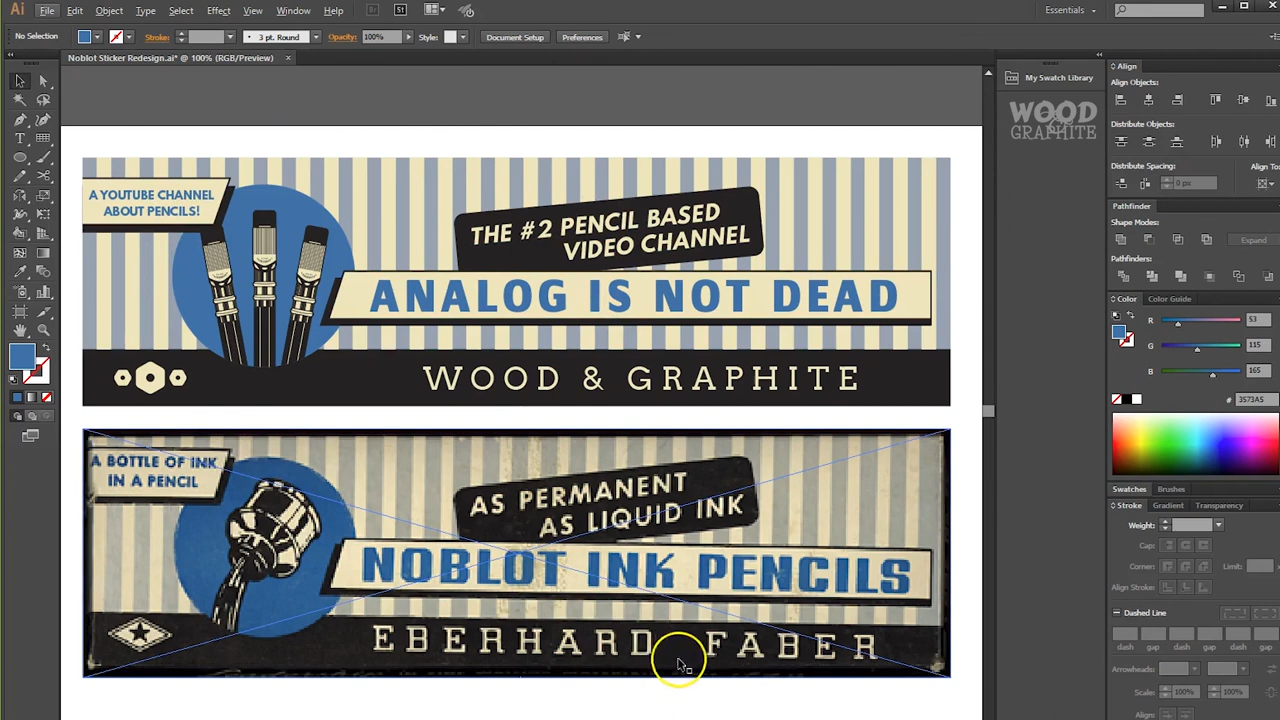 Ai File Edit Object Type Select Effect View Window Help Br St Essentials
No Selection Stroke: 3 pt. Round Opacity: 100% Style: Document Setup Preferences
Noblot Sticker Redesign.ai* @ 100% (RGB/Preview)
A YOUTUBE CHANNEL
ABOUT PENCILS!
THE #2 PENCIL BASED
VIDEO CHANNEL
ANALOG IS NOT DEAD
WOOD & GRAPHITE
A BOTTLE OF INK
IN A PENCIL
AS PERMANENT
AS LIQUID INK
NOBLOT INK PENCILS
EBERHARD FABER
My Swatch Library
WOOD
&
GRAPHITE
Align
Align Objects:
Distribute Objects:
Distribute Spacing: Align To:
0 px
Pathfinder
Shape Modes:
Expand
Pathfinders:
Color Color Guide
R 53
G 115
B 165
# 3573A5
Swatches Brushes
Stroke Gradient Transparency
Weight:
Cap:
Corner: Limit:
Align Stroke:
Dashed Line
dash gap dash gap dash gap
Arrowheads:
Scale: 100% 100%
Align: